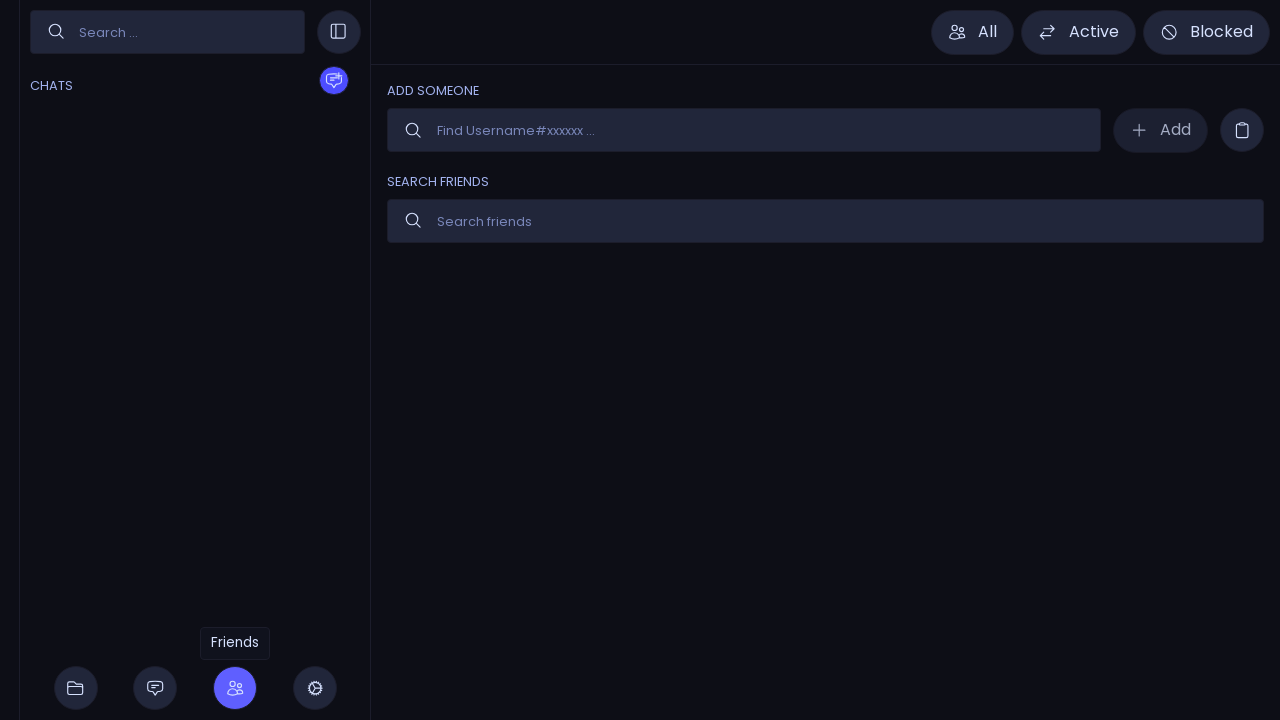 Search ...
CHATS
Friends
All
Active
Blocked
ADD SOMEONE
Find Username#xxxxxx ...
Add
SEARCH FRIENDS
Search friends